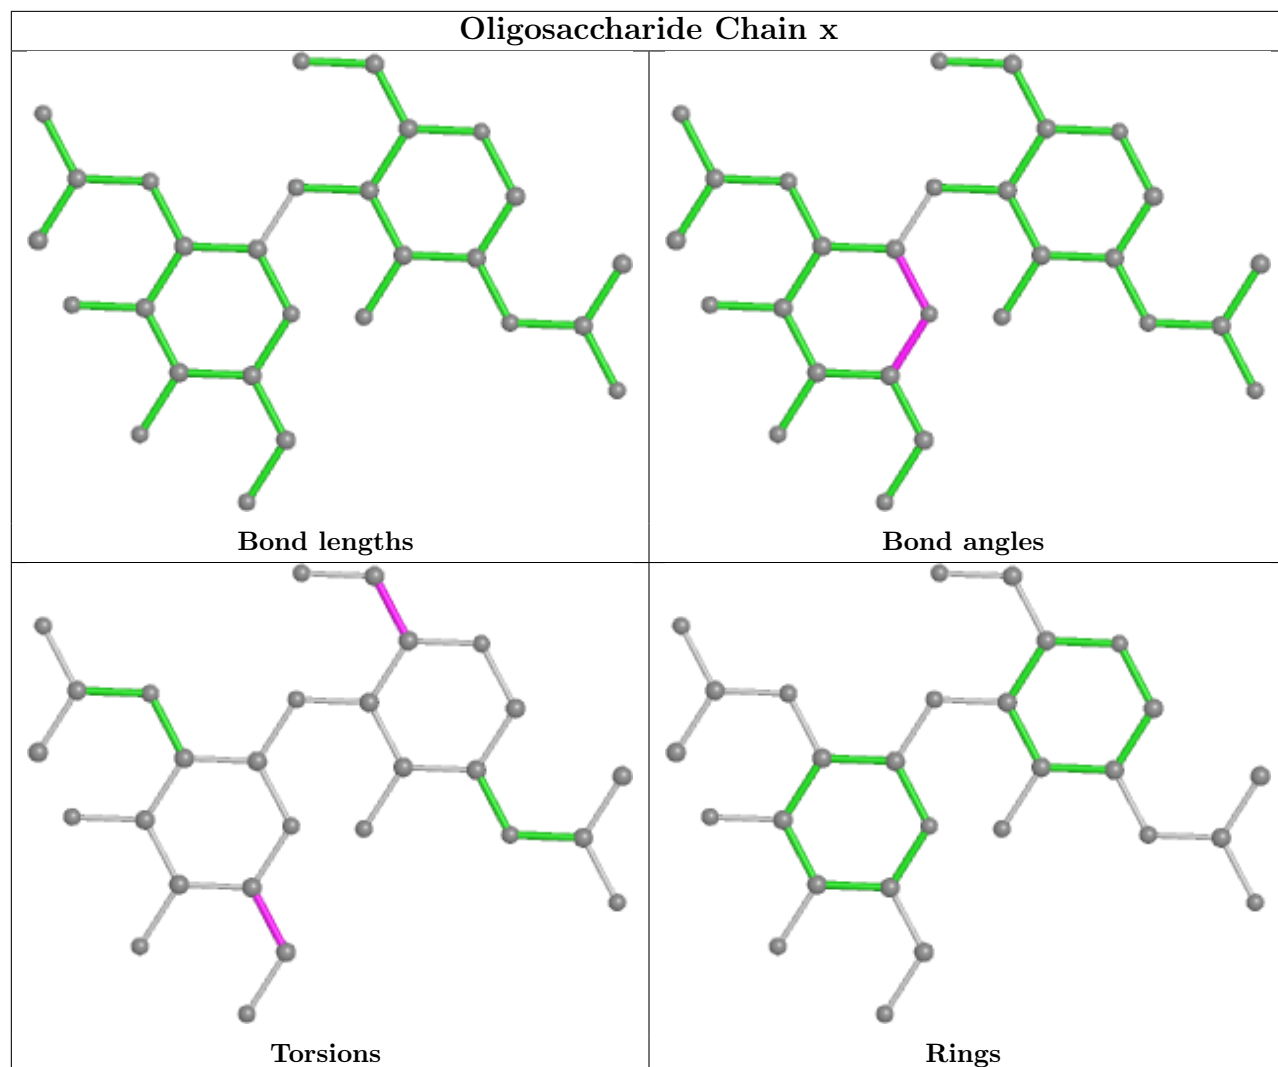 Oligosaccharide Chain x
Bond lengths
Bond angles
Torsions
Rings